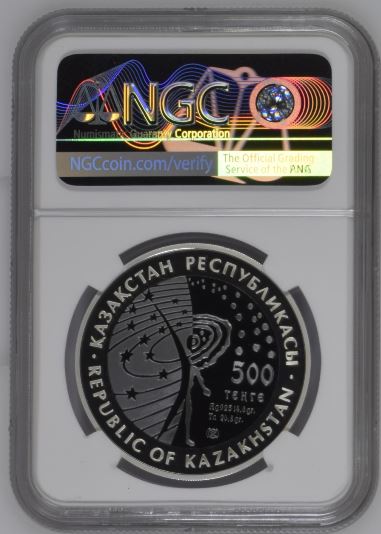 NGC
Numismatic Guaranty Corporation
NGCcoin.com/verify
The Official Grading
Service of the ANA
· ҚАЗАҚСТАН РЕСПУБЛИКАСЫ ·
500
теңге
REPUBLIC OF KAZAKHSTAN